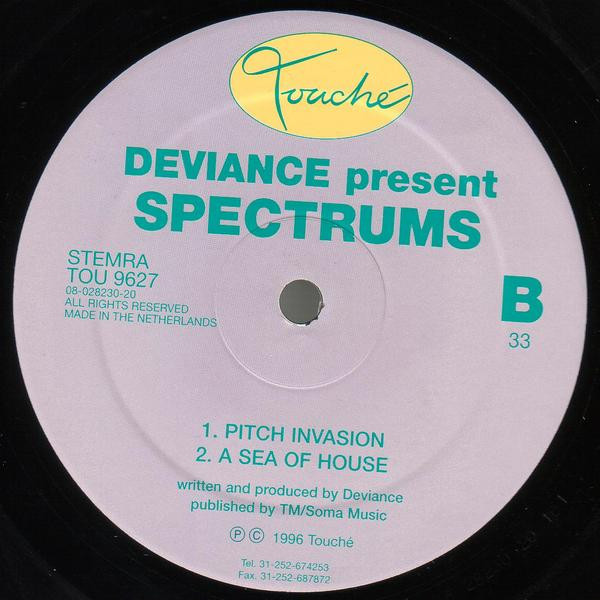 Touché
DEVIANCE present
SPECTRUMS
STEMRA
TOU 9627
08-028230-20
ALL RIGHTS RESERVED
MADE IN THE NETHERLANDS
B
33
1. PITCH INVASION
2. A SEA OF HOUSE
written and produced by Deviance
published by TM/Soma Music
Ⓟ © 1996 Touché
Tel. 31-252-674253
Fax. 31-252-687872